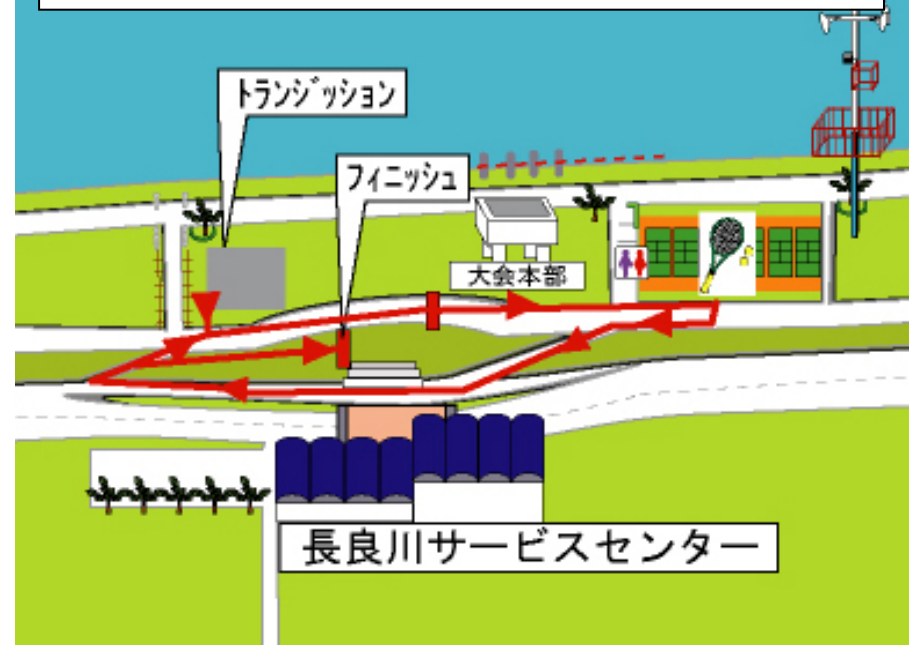 ﾄﾗﾝｼﾞｯｼｮﾝ
ﾌｨﾆｯｼｭ
大会本部
長良川サービスセンター